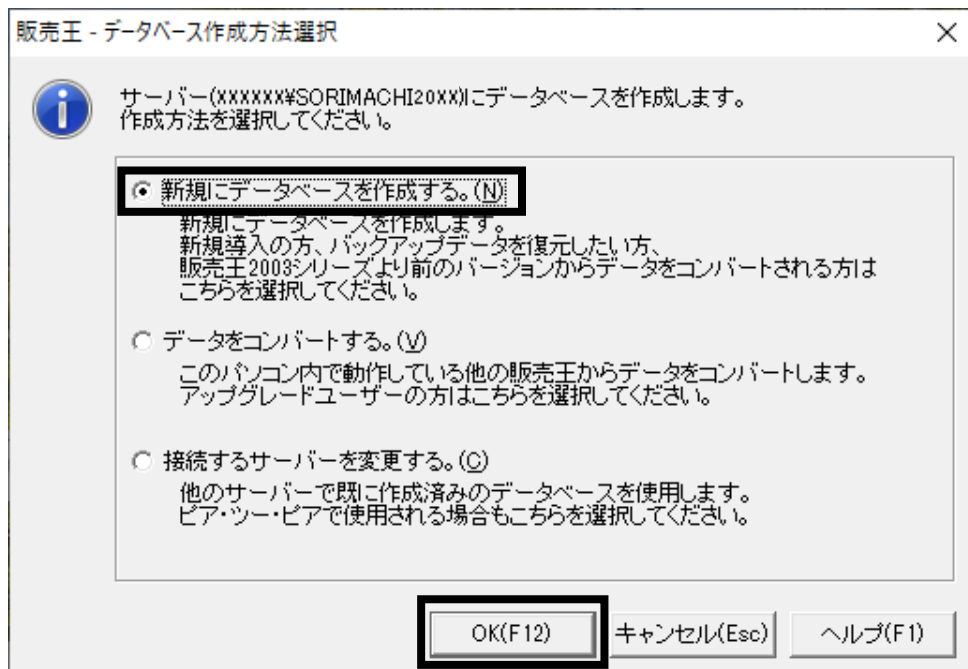 販売王 - データベース作成方法選択
サーバー(XXXXXX¥SORIMACHI20XX)にデータベースを作成します。
作成方法を選択してください。
新規にデータベースを作成する。(N)
新規にデータベースを作成します。
新規導入の方、バックアップデータを復元したい方、
販売王2003シリーズより前のバージョンからデータをコンバートされる方は
こちらを選択してください。
データをコンバートする。(V)
このパソコン内で動作している他の販売王からデータをコンバートします。
アップグレードユーザーの方はこちらを選択してください。
接続するサーバーを変更する。(C)
他のサーバーで既に作成済みのデータベースを使用します。
ピア・ツー・ピアで使用される場合もこちらを選択してください。
OK(F12) キャンセル(Esc) ヘルプ(F1)